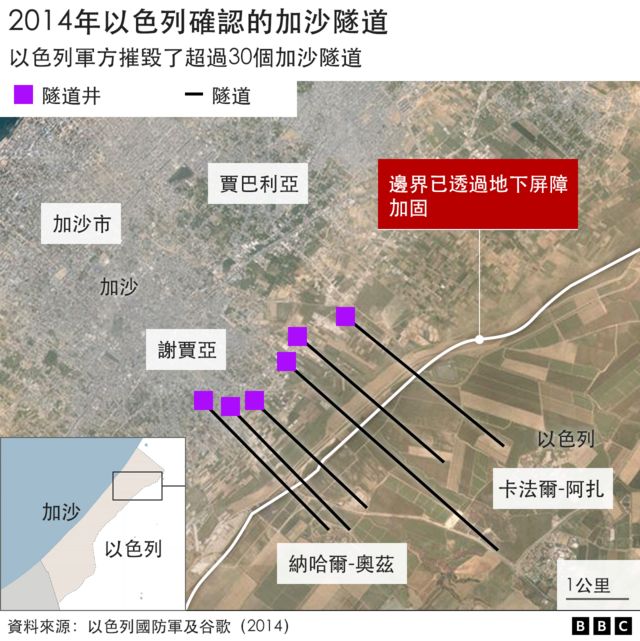 2014年以色列確認的加沙隧道
以色列軍方摧毀了超過30個加沙隧道
隧道井
隧道
賈巴利亞
邊界已透過地下屏障
加固
加沙市
加沙
謝賈亞
以色列
卡法爾-阿扎
加沙
以色列
納哈爾-奧茲
1公里
資料來源：以色列國防軍及谷歌（2014）
BBC